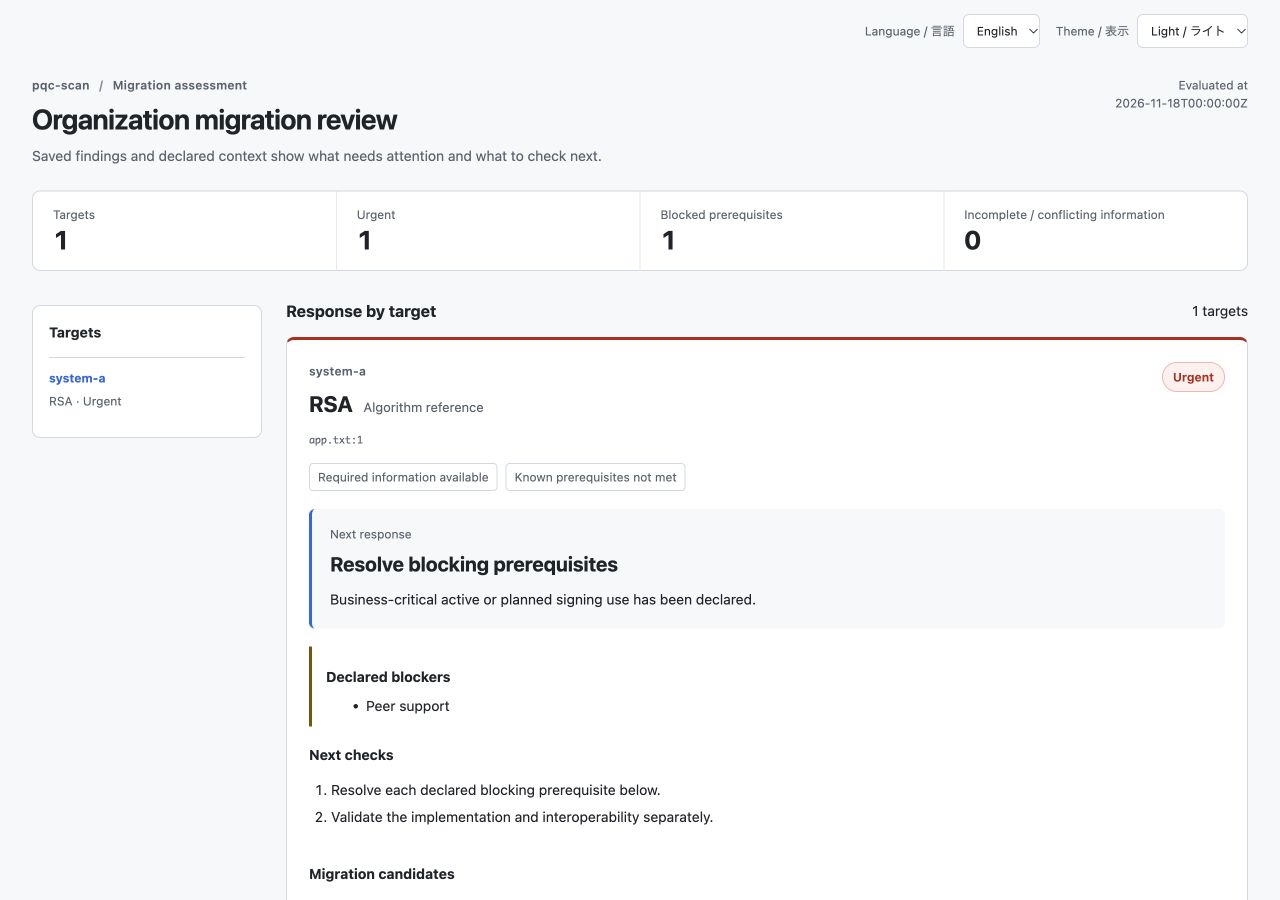 Language / 言語 English Theme / 表示 Light / ライト
pqc-scan / Migration assessment
Evaluated at
2026-11-18T00:00:00Z
Organization migration review
Saved findings and declared context show what needs attention and what to check next.
Targets
1
Urgent
1
Blocked prerequisites
1
Incomplete / conflicting information
0
Targets
system-a
RSA · Urgent
Response by target
1 targets
system-a
Urgent
RSA Algorithm reference
app.txt:1
Required information available
Known prerequisites not met
Next response
Resolve blocking prerequisites
Business-critical active or planned signing use has been declared.
Declared blockers
• Peer support
Next checks
1. Resolve each declared blocking prerequisite below.
2. Validate the implementation and interoperability separately.
Migration candidates